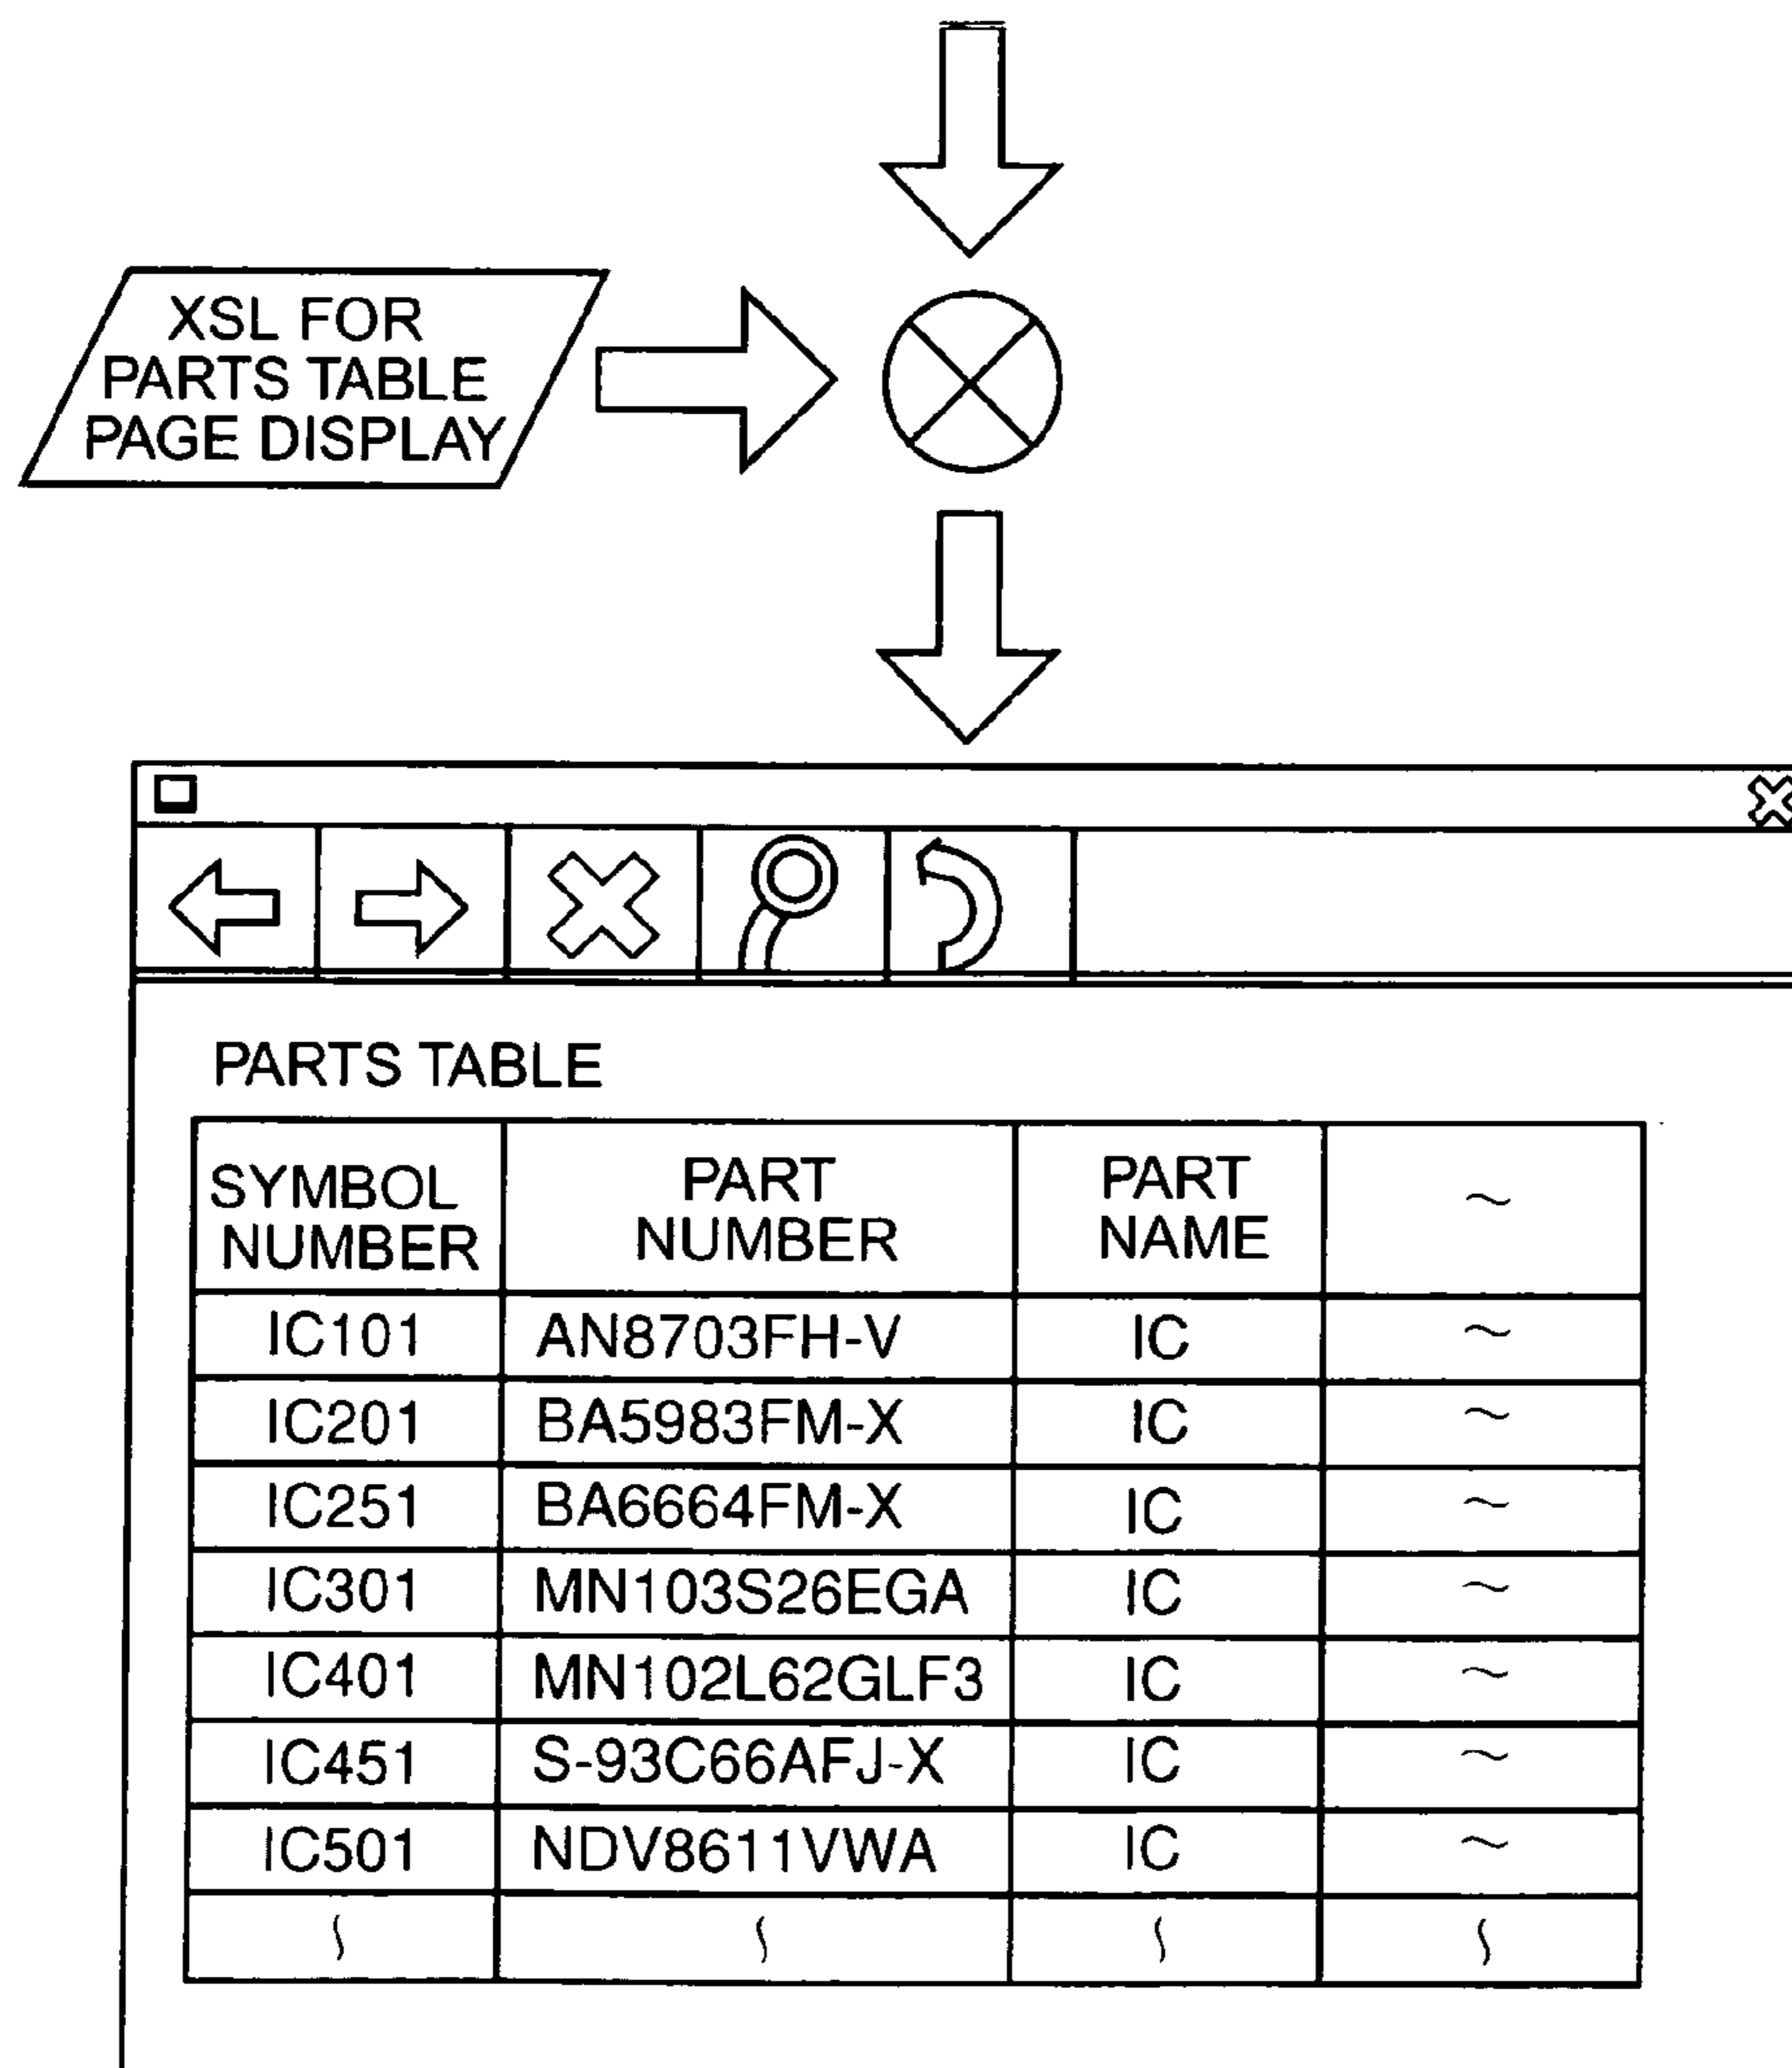 XSL FOR
PARTS TABLE
PAGE DISPLAY
PARTS TABLE
SYMBOL NUMBER PART NUMBER PART NAME ~
IC101 AN8703FH-V IC ~
IC201 BA5983FM-X IC ~
IC251 BA6664FM-X IC ~
IC301 MN103S26EGA IC ~
IC401 MN102L62GLF3 IC ~
IC451 S-93C66AFJ-X IC ~
IC501 NDV8611VWA IC ~
~ ~ ~ ~